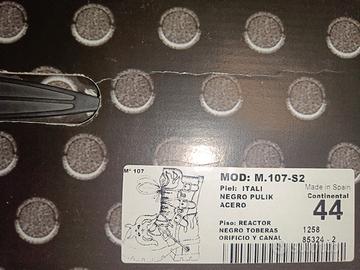 Mº 107
MOD: M.107-S2
Piel: ITALI
Made in Spain
NEGRO PULIK
Continental
ACERO
44
Piso: REACTOR
NEGRO TOBERAS 1258
ORIFICIO Y CANAL 85324 - 2